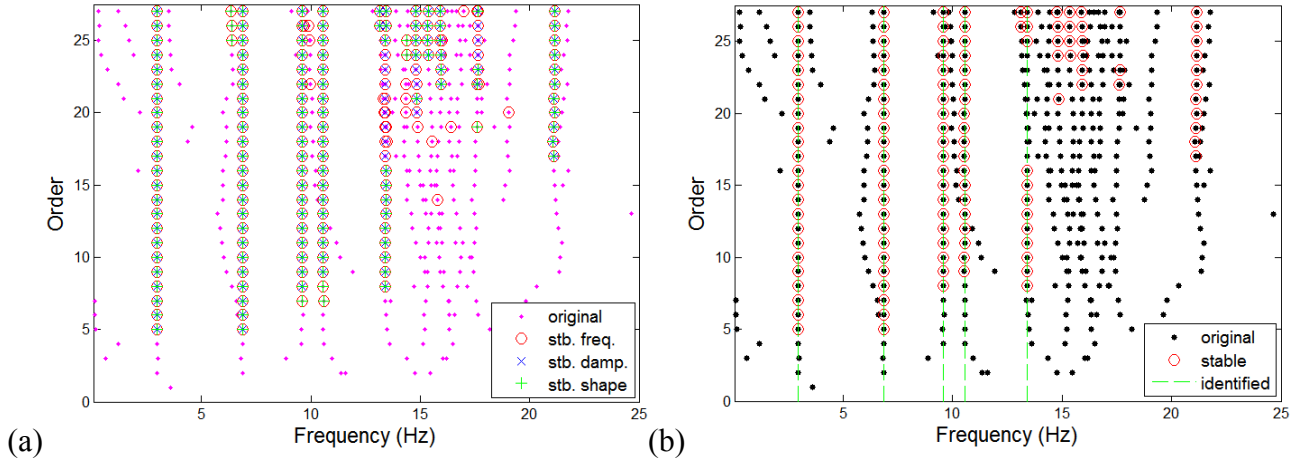 25
20
15
10
5
0
Order
5
10
15
20
25
Frequency (Hz)
original
stb. freq.
stb. damp.
stb. shape
(a)
25
20
15
10
5
0
Order
5
10
15
20
25
Frequency (Hz)
original
stable
identified
(b)